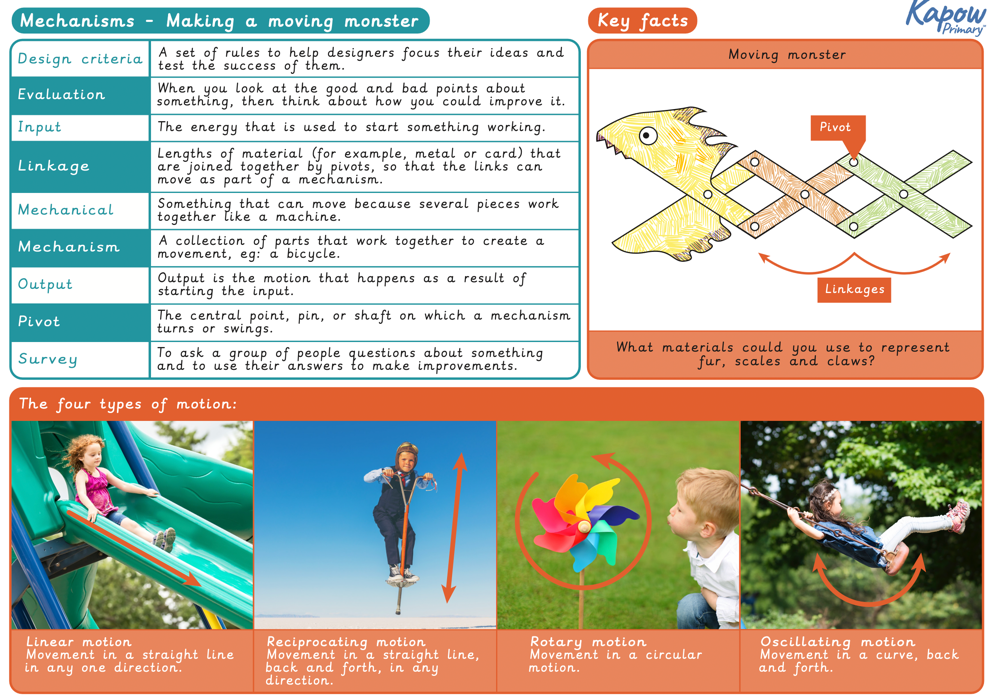 Mechanisms - Making a moving monster
Design criteria
A set of rules to help designers focus their ideas and
test the success of them.
Evaluation
When you look at the good and bad points about
something, then think about how you could improve it.
Input
The energy that is used to start something working.
Linkage
Lengths of material (for example, metal or card) that
are joined together by pivots, so that the links can
move as part of a mechanism.
Mechanical
Something that can move because several pieces work
together like a machine.
Mechanism
A collection of parts that work together to create a
movement, eg: a bicycle.
Output
Output is the motion that happens as a result of
starting the input.
Pivot
The central point, pin, or shaft on which a mechanism
turns or swings.
Survey
To ask a group of people questions about something
and to use their answers to make improvements.
Key facts
Kapow
Primary
Moving monster
Pivot
Linkages
What materials could you use to represent
fur, scales and claws?
The four types of motion:
Linear motion
Movement in a straight line
in any one direction.
Reciprocating motion
Movement in a straight line,
back and forth, in any
direction.
Rotary motion
Movement in a circular
motion.
Oscillating motion
Movement in a curve, back
and forth.